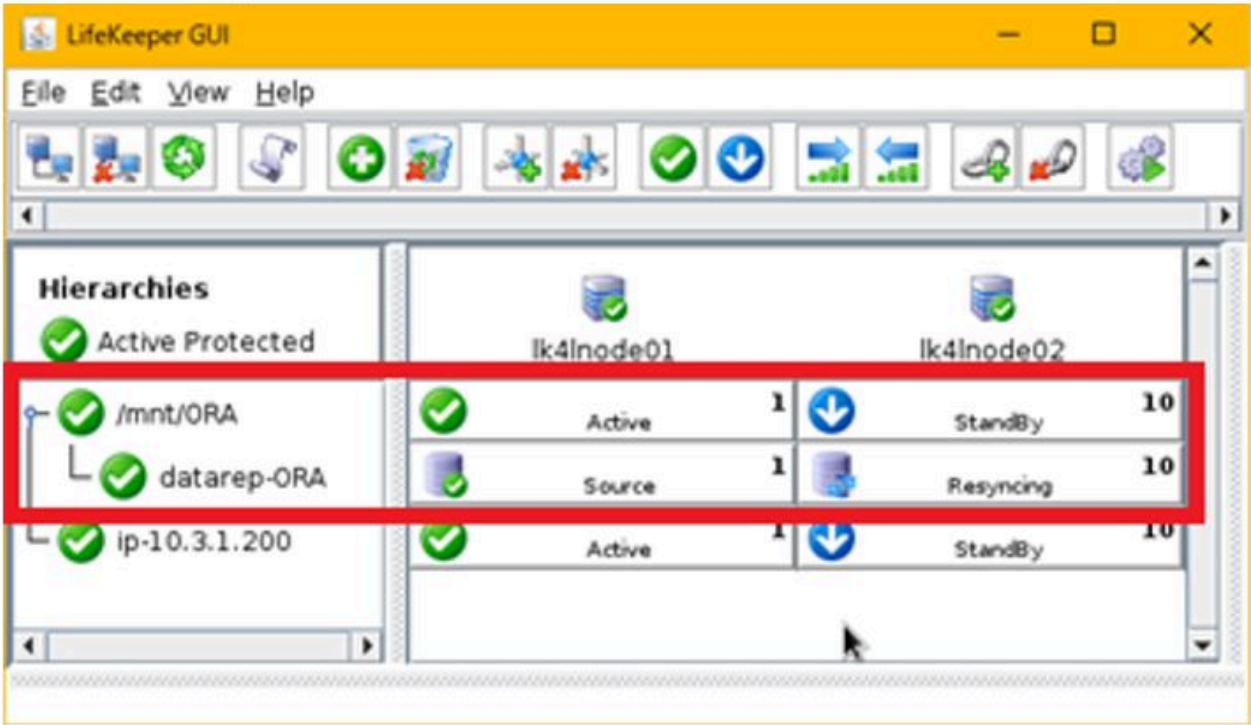 LifeKeeper GUI
File Edit View Help
Hierarchies
Active Protected
lk4lnode01
lk4lnode02
/mnt/ORA
Active 1
StandBy 10
datarep-ORA
Source 1
Resyncing 10
ip-10.3.1.200
Active 1
StandBy 10